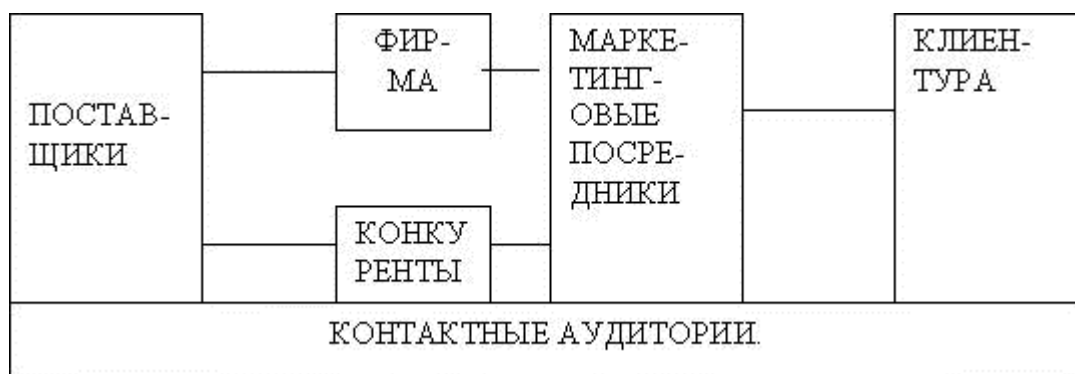 ПОСТАВ-
ЩИКИ
ФИР-
МА
КОНКУ
РЕНТЫ
МАРКЕ-
ТИНГ-
ОВЫЕ
ПОСРЕ-
ДНИКИ
КЛИЕН-
ТУРА
КОНТАКТНЫЕ АУДИТОРИИ.